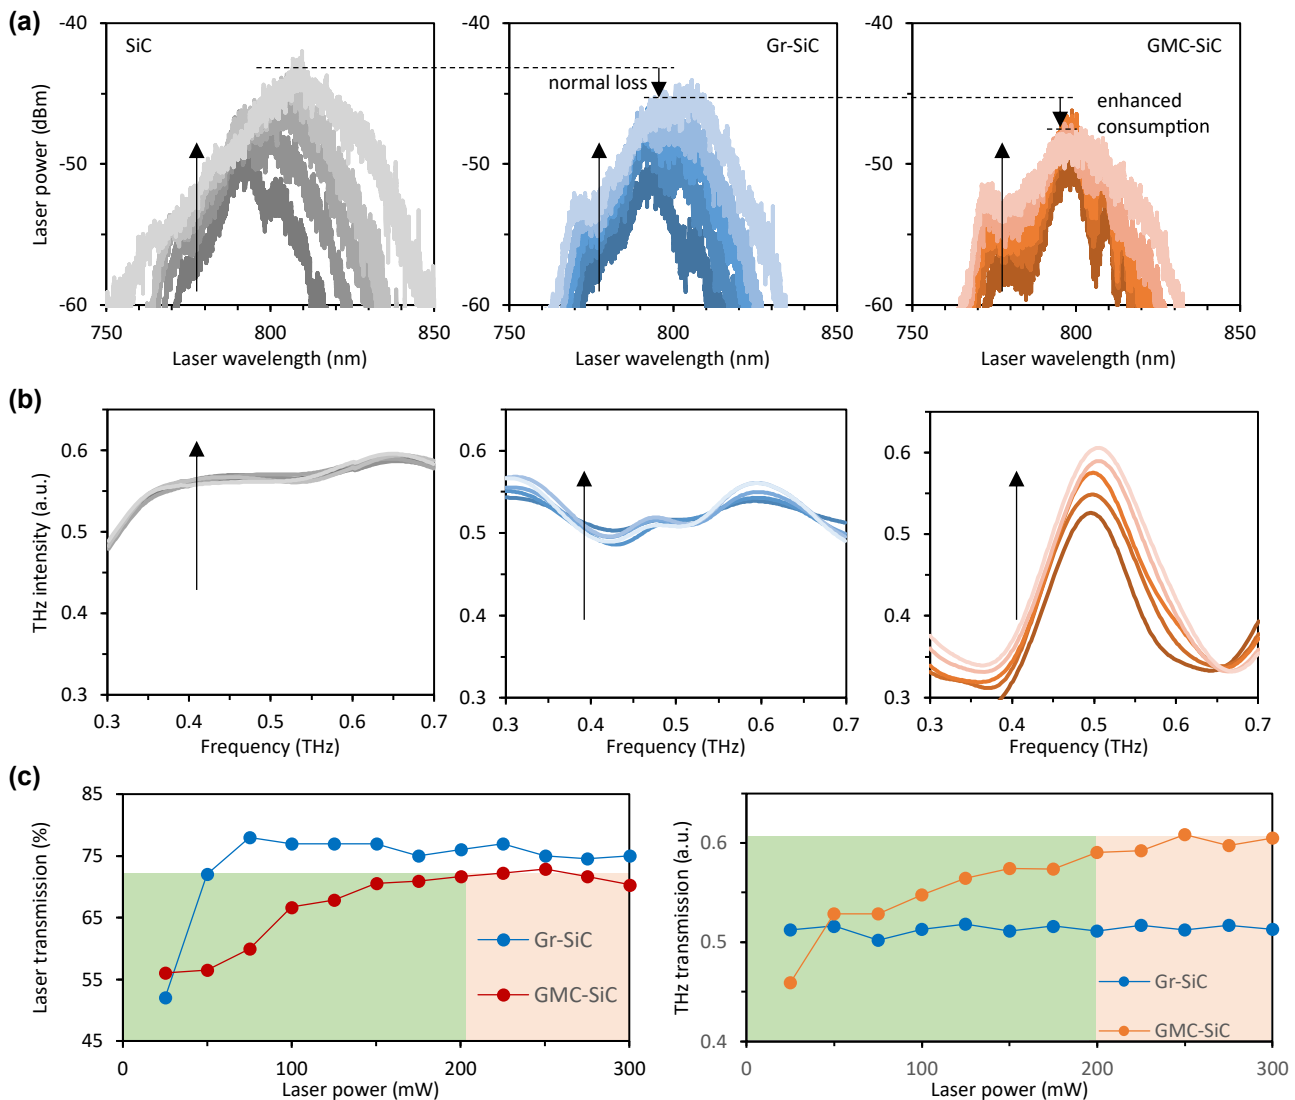 (a)
SiC
Gr-SiC
GMC-SiC
normal loss
enhanced
consumption
Laser power (dBm)
-40
-50
-60
-40
-50
-60
-40
-50
-60
750
800
850
750
800
850
750
800
850
Laser wavelength (nm)
Laser wavelength (nm)
Laser wavelength (nm)
(b)
THz intensity (a.u.)
0.6
0.5
0.4
0.3
0.6
0.5
0.4
0.3
0.6
0.5
0.4
0.3
0.3
0.4
0.5
0.6
0.7
0.3
0.4
0.5
0.6
0.7
0.3
0.4
0.5
0.6
0.7
Frequency (THz)
Frequency (THz)
Frequency (THz)
(c)
Laser transmission (%)
85
75
65
55
45
Gr-SiC
GMC-SiC
0
100
200
300
Laser power (mW)
THz transmission (a.u.)
0.6
0.5
0.4
Gr-SiC
GMC-SiC
0
100
200
300
Laser power (mW)